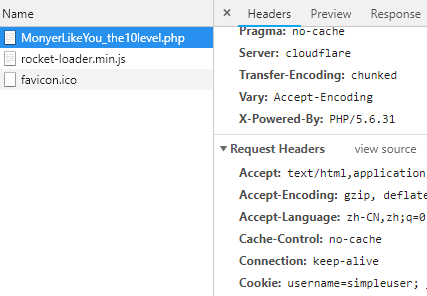 Name
MonyerLikeYou_the10level.php
rocket-loader.min.js
favicon.ico
× Headers Preview Response
Pragma: no-cache
Server: cloudflare
Transfer-Encoding: chunked
Vary: Accept-Encoding
X-Powered-By: PHP/5.6.31
▼ Request Headers view source
Accept: text/html,application,
Accept-Encoding: gzip, deflate
Accept-Language: zh-CN,zh;q=0
Cache-Control: no-cache
Connection: keep-alive
Cookie: username=simpleuser;